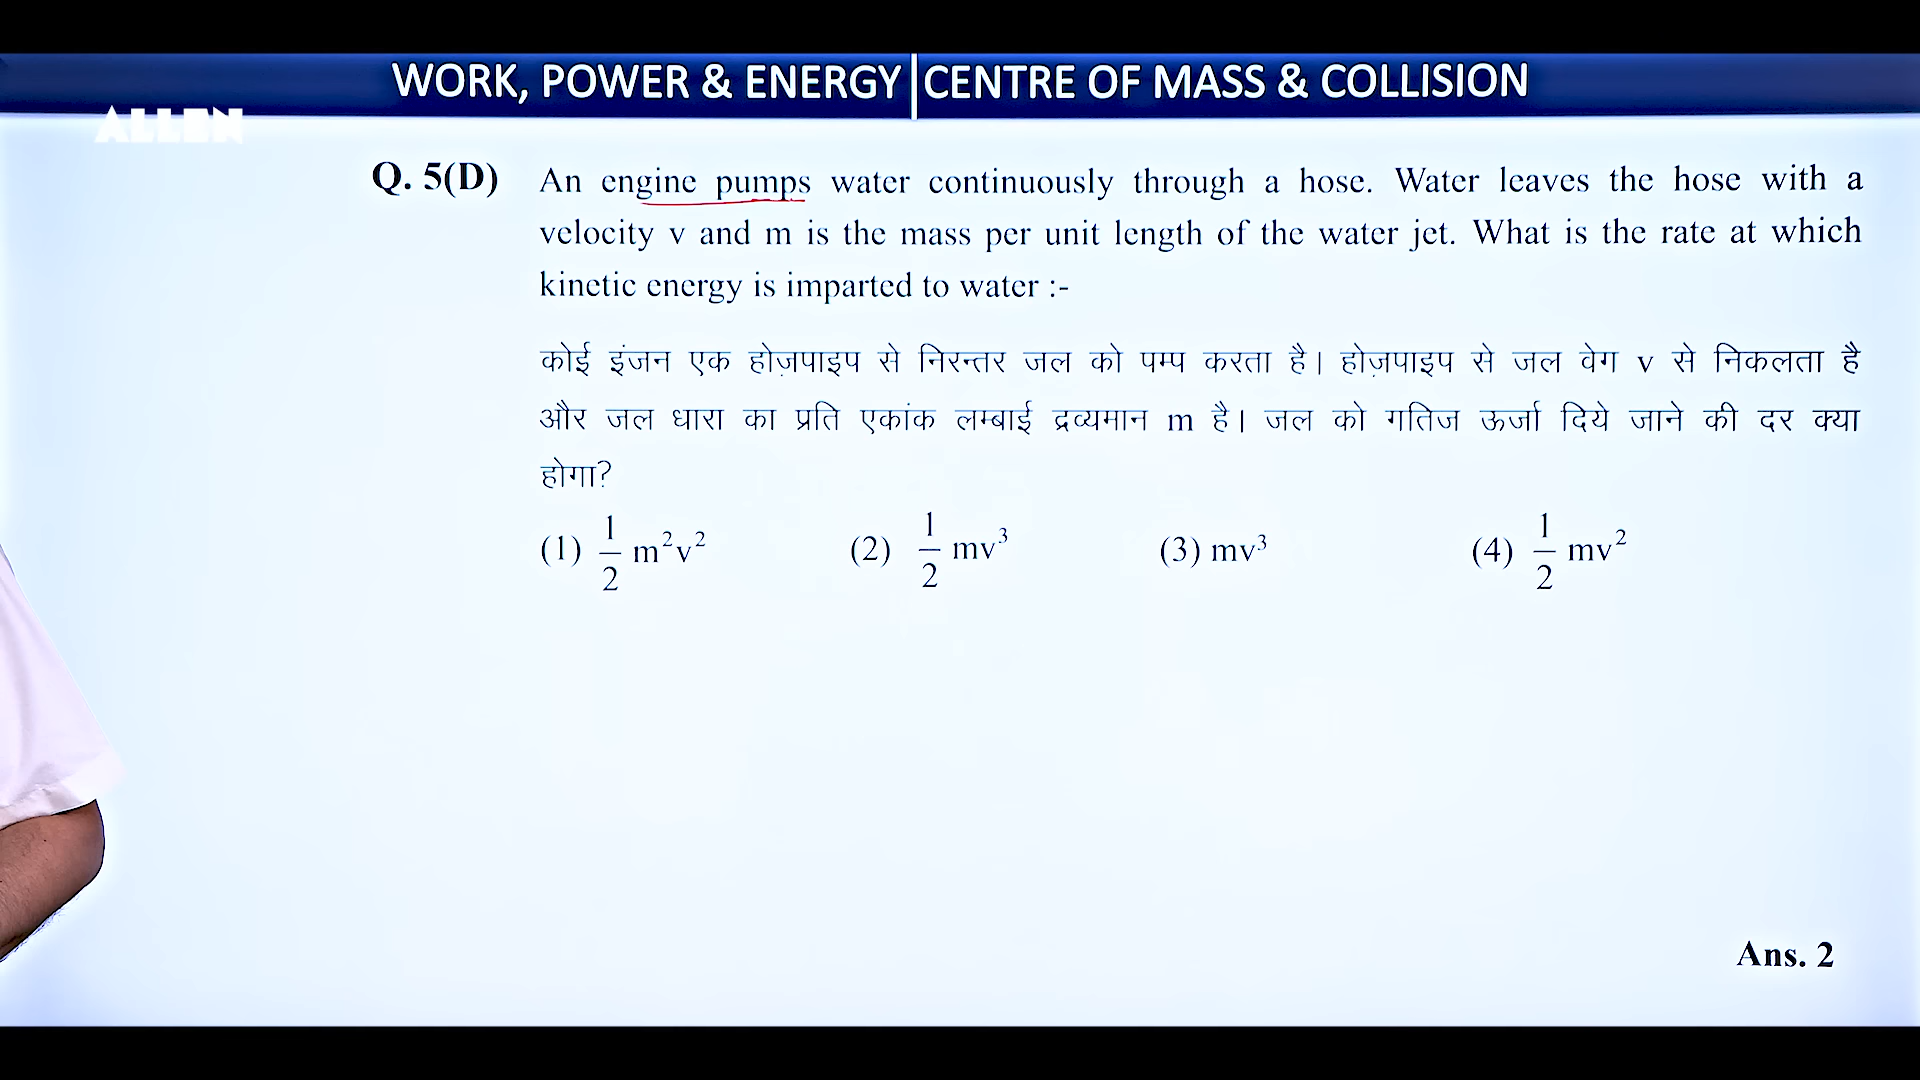 WORK, POWER & ENERGY|CENTRE OF MASS & COLLISION
ALLEN
Q. 5(D) An engine pumps water continuously through a hose. Water leaves the hose with a
velocity v and m is the mass per unit length of the water jet. What is the rate at which
kinetic energy is imparted to water :-
कोई इंजन एक होज़पाइप से निरन्तर जल को पम्प करता है। होज़पाइप से जल वेग v से निकलता है
और जल धारा का प्रति एकांक लम्बाई द्रव्यमान m है। जल को गतिज ऊर्जा दिये जाने की दर क्या
होगा?
(1) 1/2 m²v² (2) 1/2 mv³ (3) mv³ (4) 1/2 mv²
Ans. 2